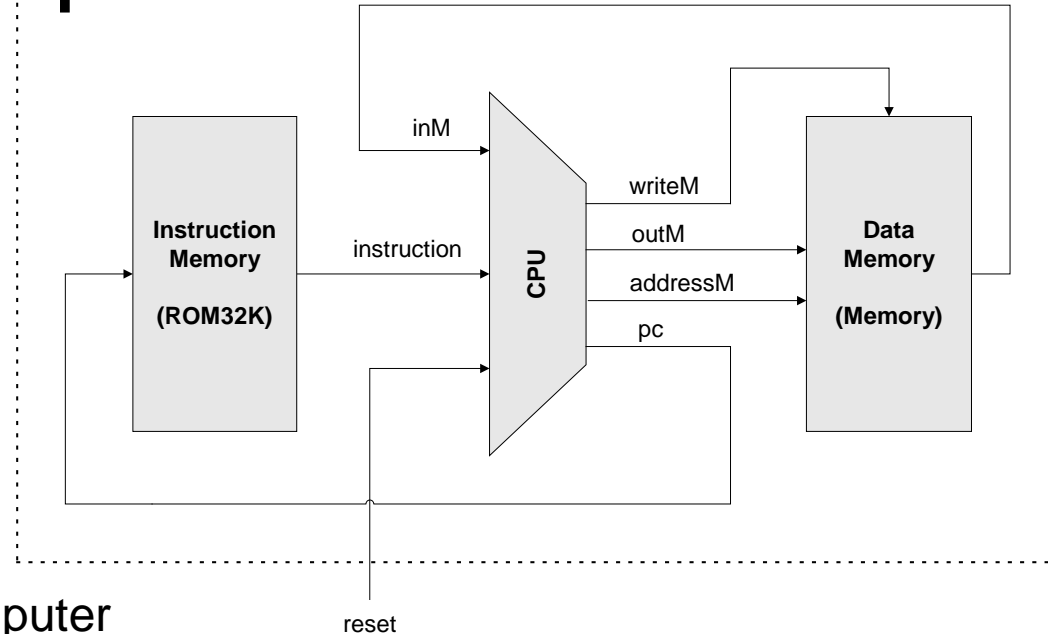 inM
writeM
Instruction
Memory
(ROM32K)
instruction
CPU
outM
addressM
pc
Data
Memory
(Memory)
puter
reset